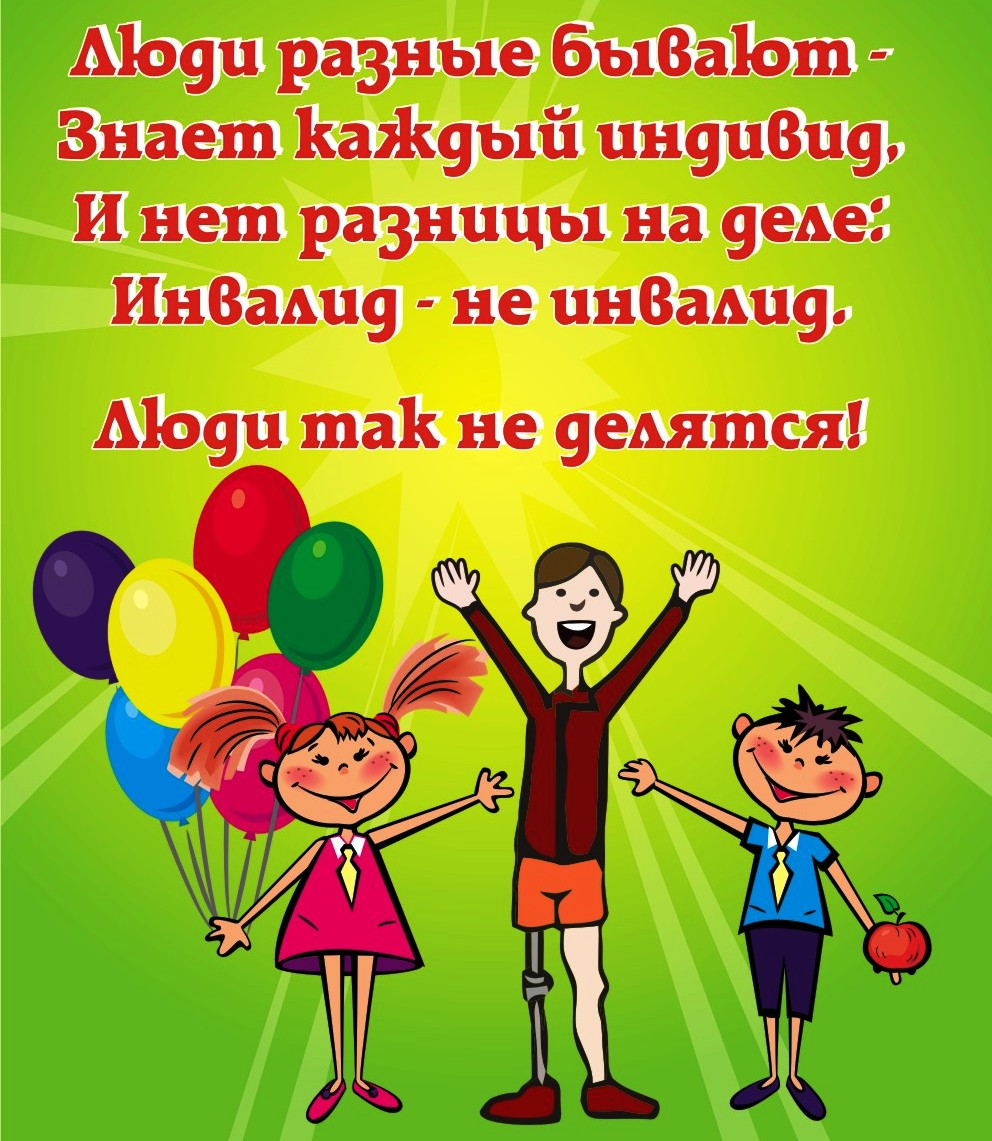 Люди разные бывают -
Знает каждый индивид,
И нет разницы на деле:
Инвалид - не инвалид.
Люди так не делятся!